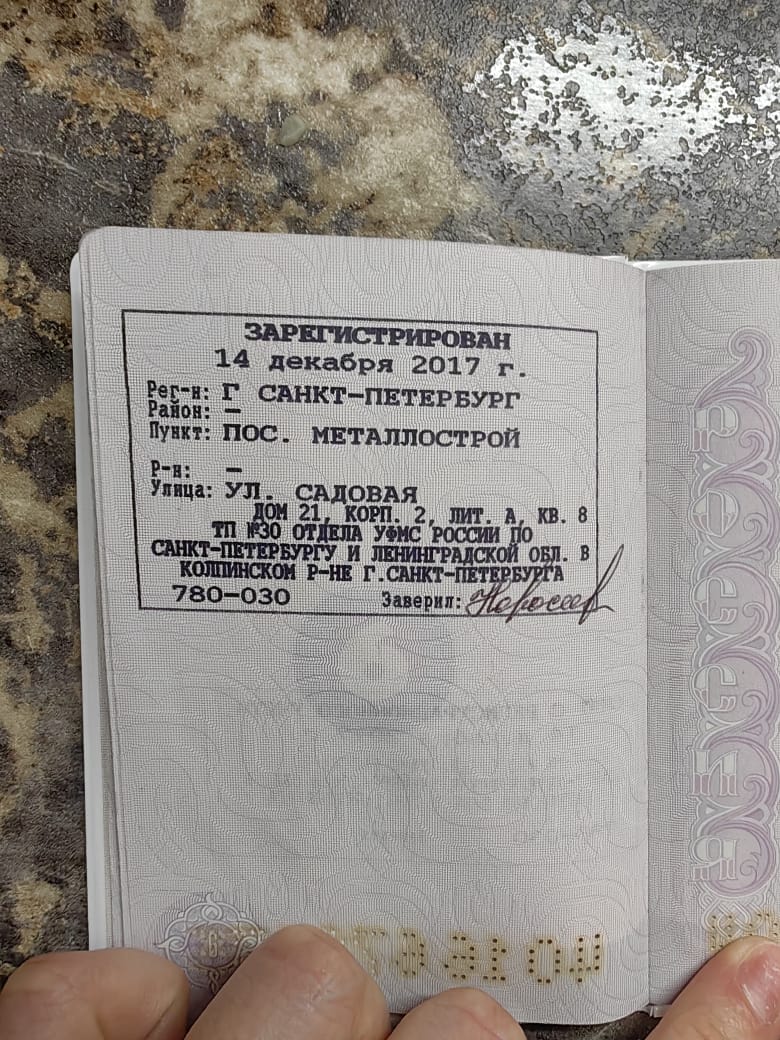 ЗАРЕГИСТРИРОВАН
14 декабря 2017 г.
Рег-н: Г САНКТ-ПЕТЕРБУРГ
Район: —
Пункт: ПОС. МЕТАЛЛОСТРОЙ
Р-н: —
Улица: УЛ. САДОВАЯ
ДОМ 21, КОРП. 2, ЛИТ. А, КВ. 8
ТП №30 ОТДЕЛА УФМС РОССИИ ПО
САНКТ-ПЕТЕРБУРГУ И ЛЕНИНГРАДСКОЙ ОБЛ. В
КОЛПИНСКОМ Р-НЕ Г.САНКТ-ПЕТЕРБУРГА
780-030 Заверил:
6